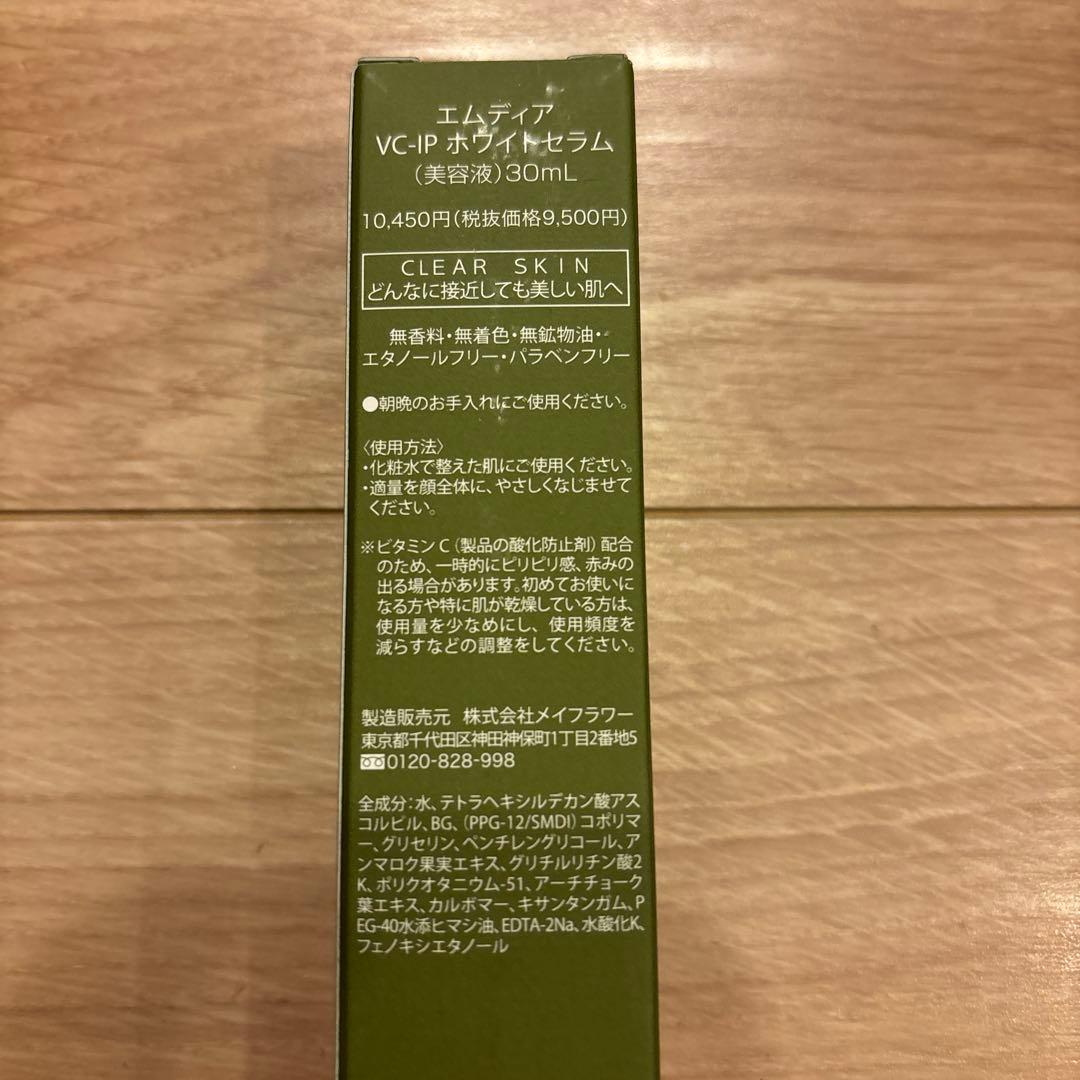 エムディア
VC-IP ホワイトセラム
（美容液）30mL
10,450円（税抜価格9,500円）
CLEAR SKIN
どんなに接近しても美しい肌へ
無香料・無着色・無鉱物油・
エタノールフリー・パラベンフリー
●朝晩のお手入れにご使用ください。
〈使用方法〉
・化粧水で整えた肌にご使用ください。
・適量を顔全体に、やさしくなじませて
ください。
※ビタミンC（製品の酸化防止剤）配合
のため、一時的にピリピリ感、赤みの
出る場合があります。初めてお使いに
なる方や特に肌が乾燥している方は、
使用量を少なめにし、使用頻度を
減らすなどの調整をしてください。
製造販売元 株式会社メイフラワー
東京都千代田区神田神保町1丁目2番地5
0120-828-998
全成分：水、テトラヘキシルデカン酸アス
コルビル、BG、（PPG-12/SMDI）コポリマ
ー、グリセリン、ペンチレングリコール、ア
ンマロク果実エキス、グリチルリチン酸2
K、ポリクオタニウム-51、アーチチョーク
葉エキス、カルボマー、キサンタンガム、P
EG-40水添ヒマシ油、EDTA-2Na、水酸化K、
フェノキシエタノール